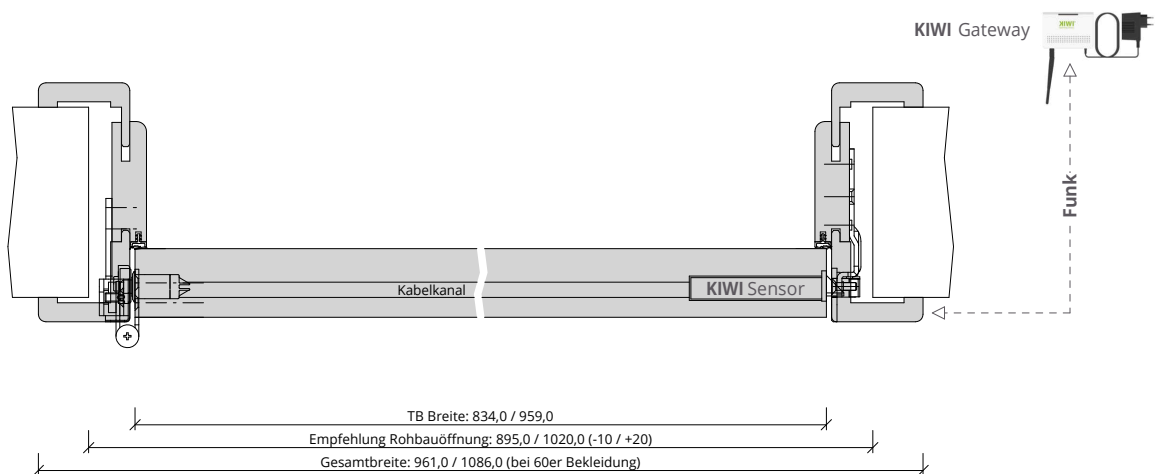 KIWI Gateway
KIWI
Funk
Kabelkanal
KIWI Sensor
TB Breite: 834,0 / 959,0
Empfehlung Rohbauöffnung: 895,0 / 1020,0 (-10 / +20)
Gesamtbreite: 961,0 / 1086,0 (bei 60er Bekleidung)